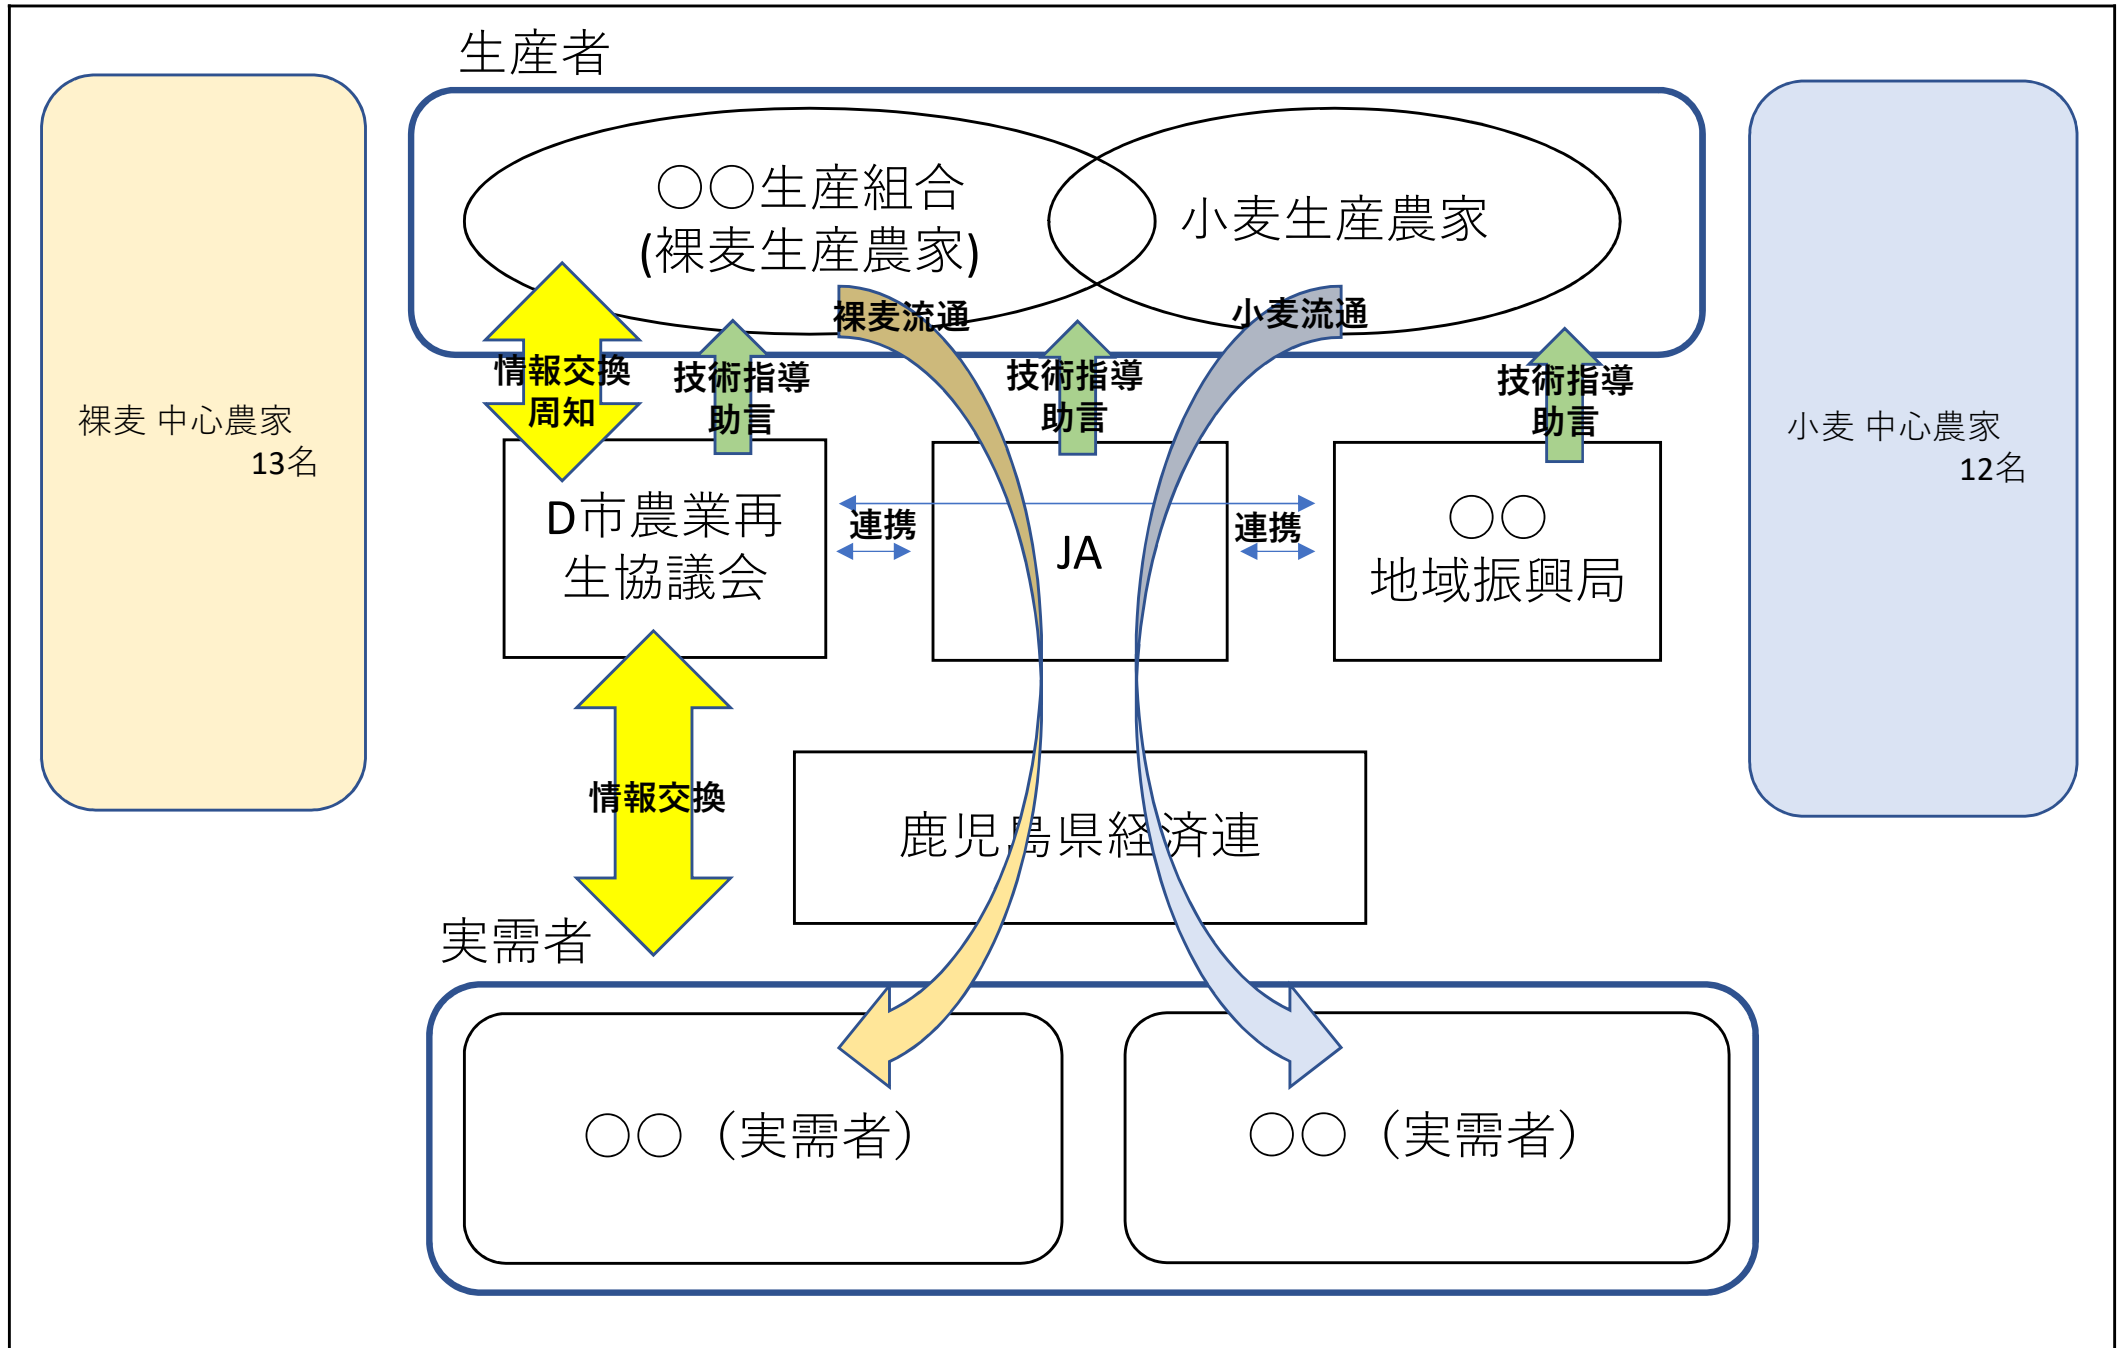 生産者
〇〇生産組合
(裸麦生産農家)
小麦生産農家
裸麦流通
小麦流通
情報交換
周知
技術指導
助言
技術指導
助言
技術指導
助言
裸麦 中心農家
13名
小麦 中心農家
12名
D市農業再
生協議会
連携
JA
連携
〇〇
地域振興局
情報交換
鹿児島県経済連
実需者
〇〇（実需者）
〇〇（実需者）